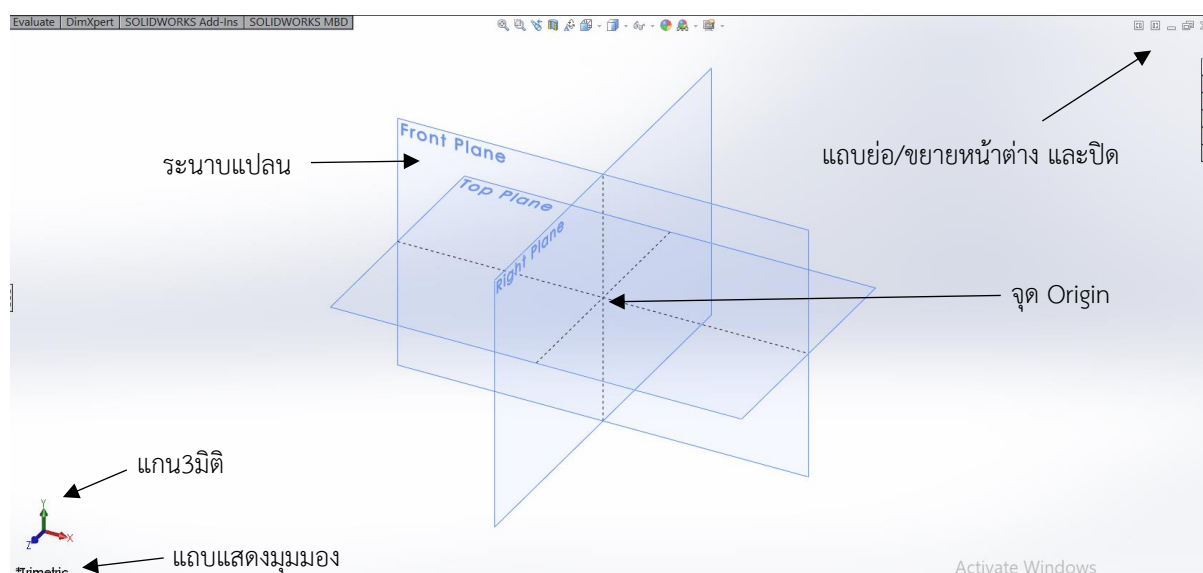 Evaluate DimXpert SOLIDWORKS Add-Ins SOLIDWORKS MBD
Front Plane
ระนาบแปลน
แถบย่อ/ขยายหน้าต่าง และปิด
Top Plane
Right Plane
จุด Origin
แกน3มิติ
Y
X
Z
แถบแสดงมุมมอง
*Trimetric
Activate Windows